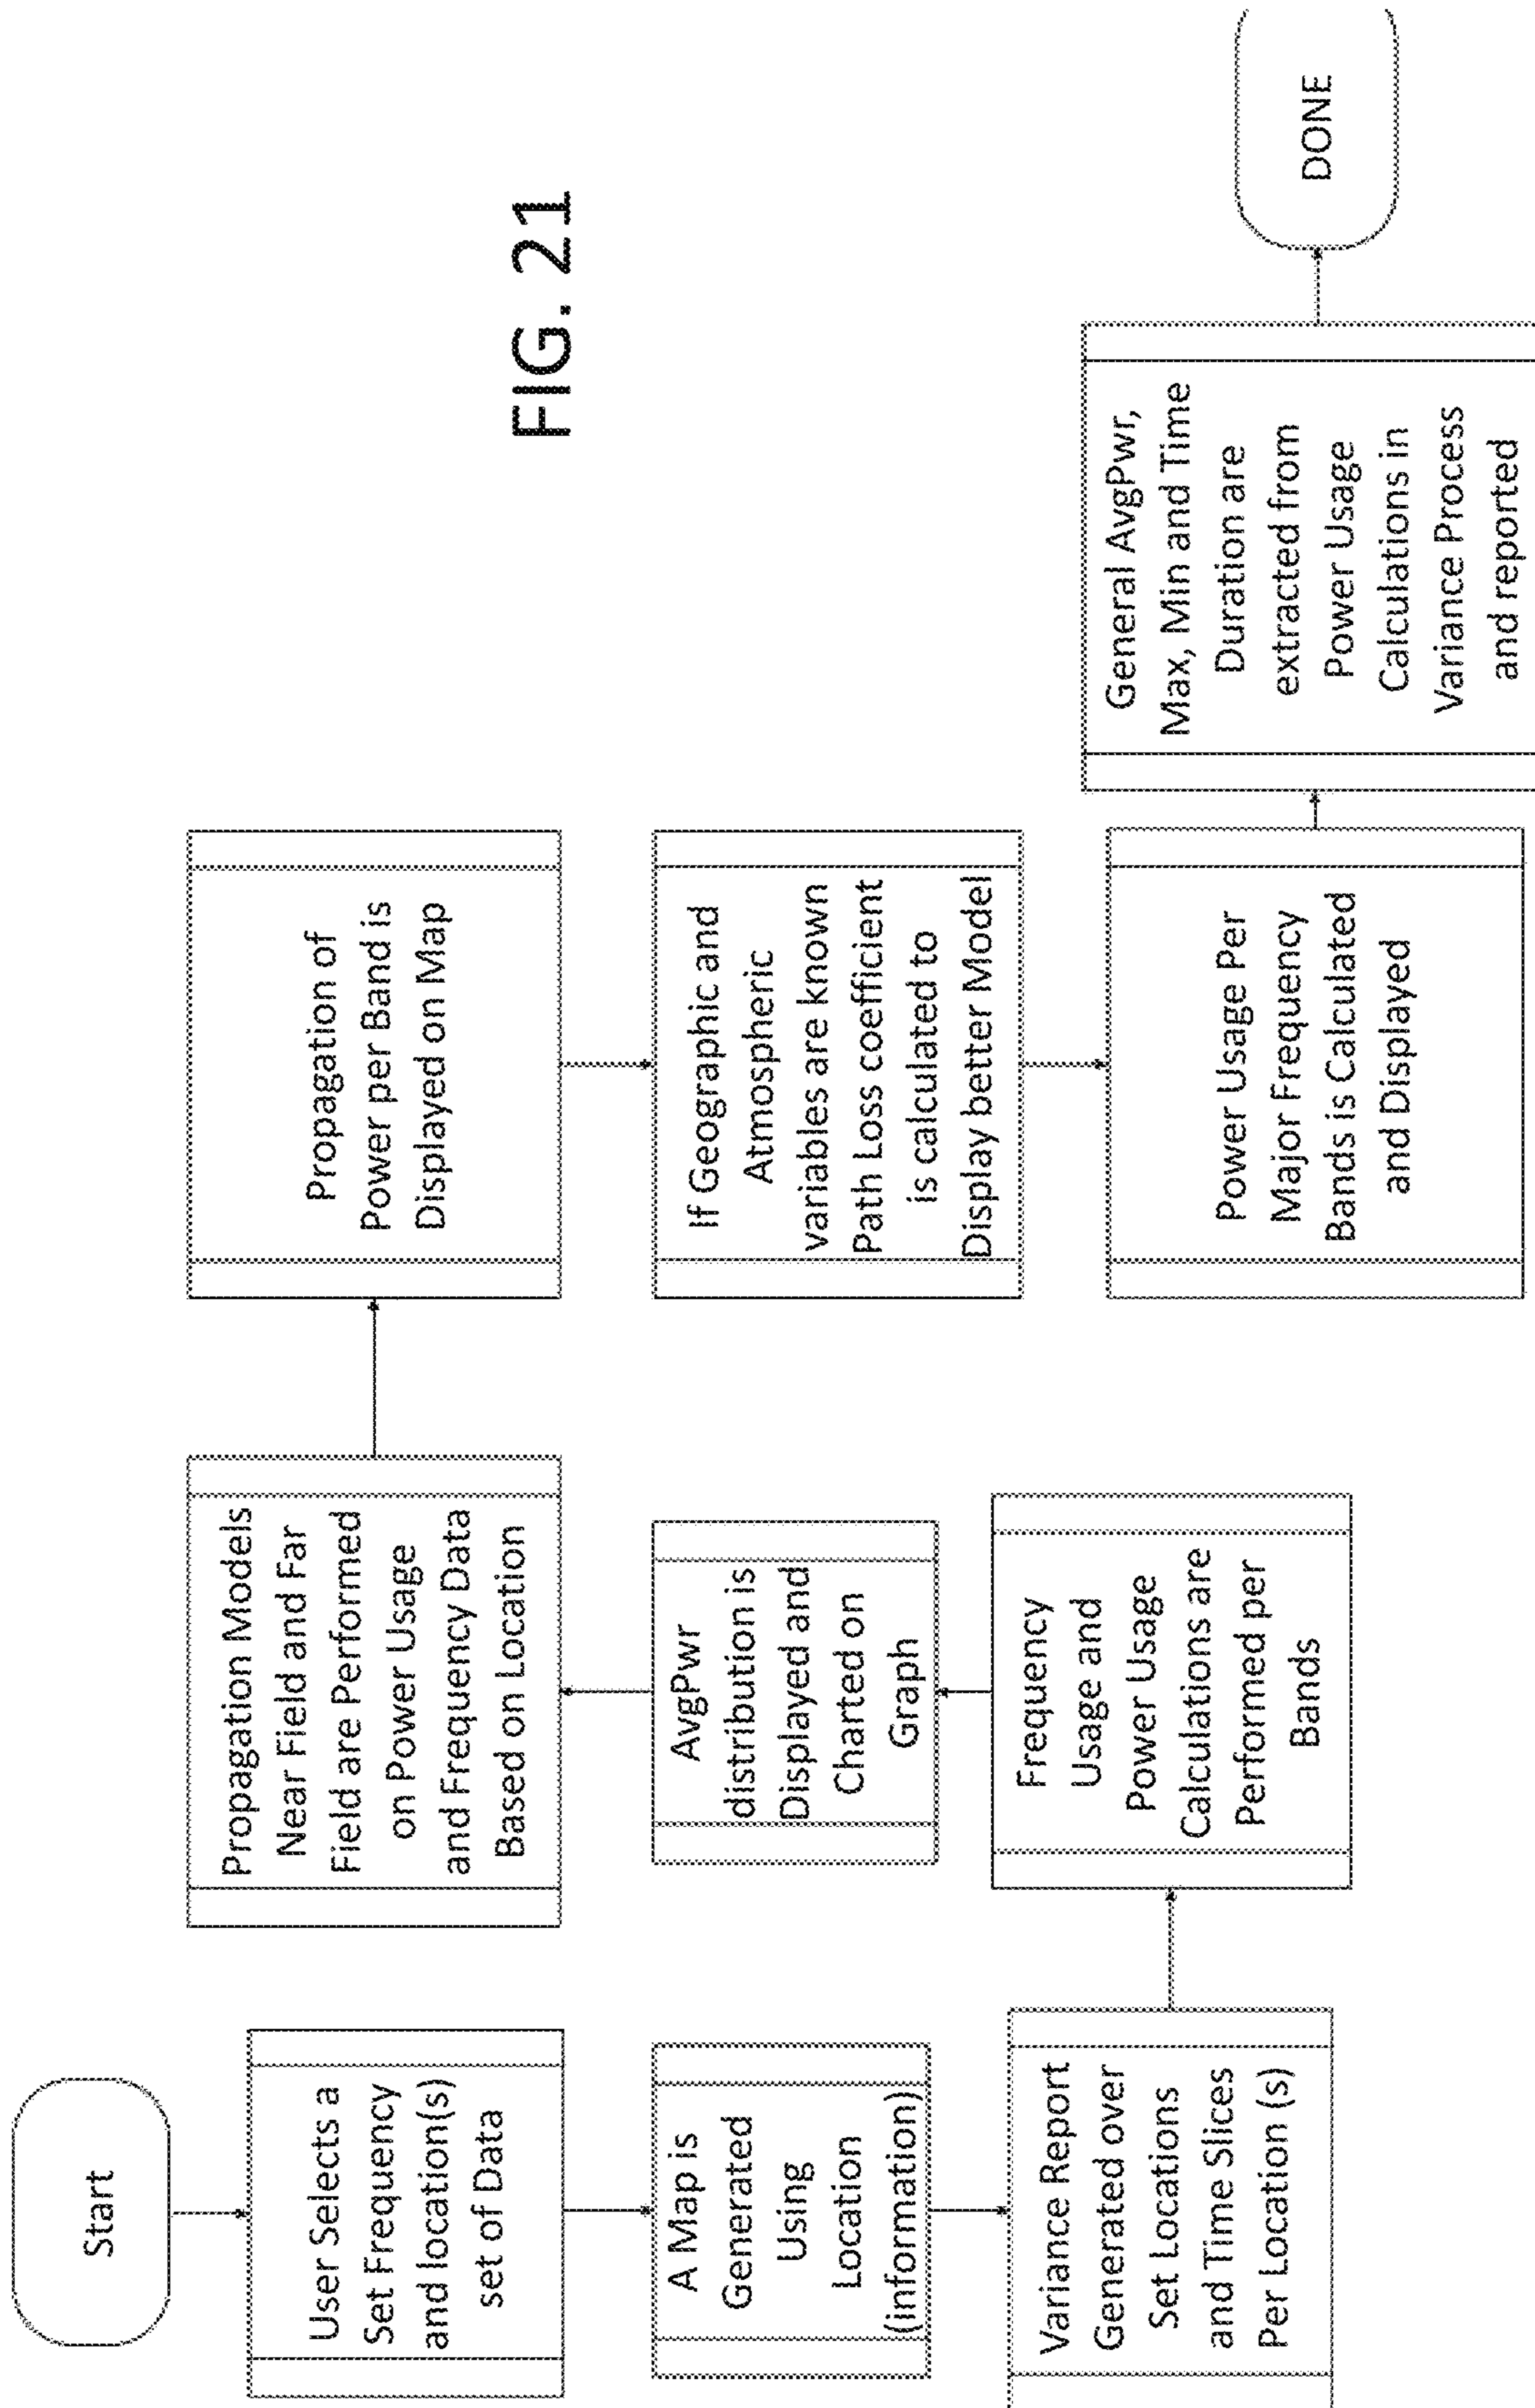 FIG. 21
Start
User Selects a
Set Frequency
and location(s)
set of Data
A Map is
Generated
Using
Location
(information)
Variance Report
Generated over
Set Locations
and Time Slices
Per Location (s)
Frequency
Usage and
Power Usage
Calculations are
Performed per
Bands
AvgPwr
distribution is
Displayed and
Charted on
Graph
Propagation Models
Near Field and Far
Field are Performed
on Power Usage
and Frequency Data
Based on Location
Propagation of
Power per Band is
Displayed on Map
If Geographic and
Atmospheric
variables are known
Path Loss coefficient
is calculated to
Display better Model
Power Usage Per
Major Frequency
Bands is Calculated
and Displayed
General AvgPwr,
Max, Min and Time
Duration are
extracted from
Power Usage
Calculations in
Variance Process
and reported
DONE